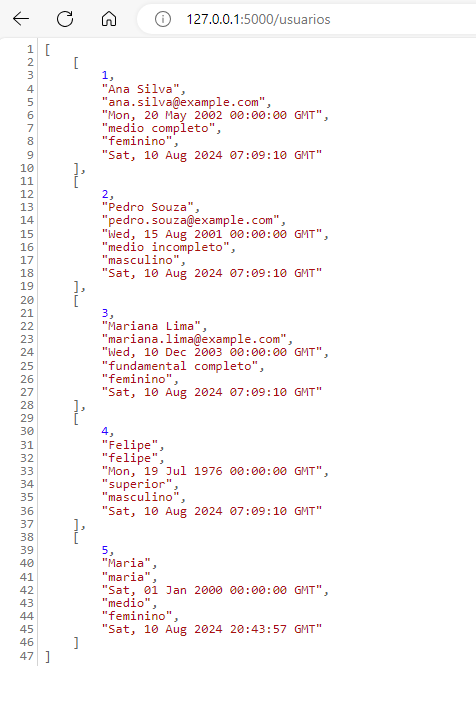 127.0.0.1:5000/usuarios
1 [
2     [
3         1,
4         "Ana Silva",
5         "ana.silva@example.com",
6         "Mon, 20 May 2002 00:00:00 GMT",
7         "medio completo",
8         "feminino",
9         "Sat, 10 Aug 2024 07:09:10 GMT"
10     ],
11     [
12         2,
13         "Pedro Souza",
14         "pedro.souza@example.com",
15         "Wed, 15 Aug 2001 00:00:00 GMT",
16         "medio incompleto",
17         "masculino",
18         "Sat, 10 Aug 2024 07:09:10 GMT"
19     ],
20     [
21         3,
22         "Mariana Lima",
23         "mariana.lima@example.com",
24         "Wed, 10 Dec 2003 00:00:00 GMT",
25         "fundamental completo",
26         "feminino",
27         "Sat, 10 Aug 2024 07:09:10 GMT"
28     ],
29     [
30         4,
31         "Felipe",
32         "felipe",
33         "Mon, 19 Jul 1976 00:00:00 GMT",
34         "superior",
35         "masculino",
36         "Sat, 10 Aug 2024 07:09:10 GMT"
37     ],
38     [
39         5,
40         "Maria",
41         "maria",
42         "Sat, 01 Jan 2000 00:00:00 GMT",
43         "medio",
44         "feminino",
45         "Sat, 10 Aug 2024 20:43:57 GMT"
46     ]
47 ]